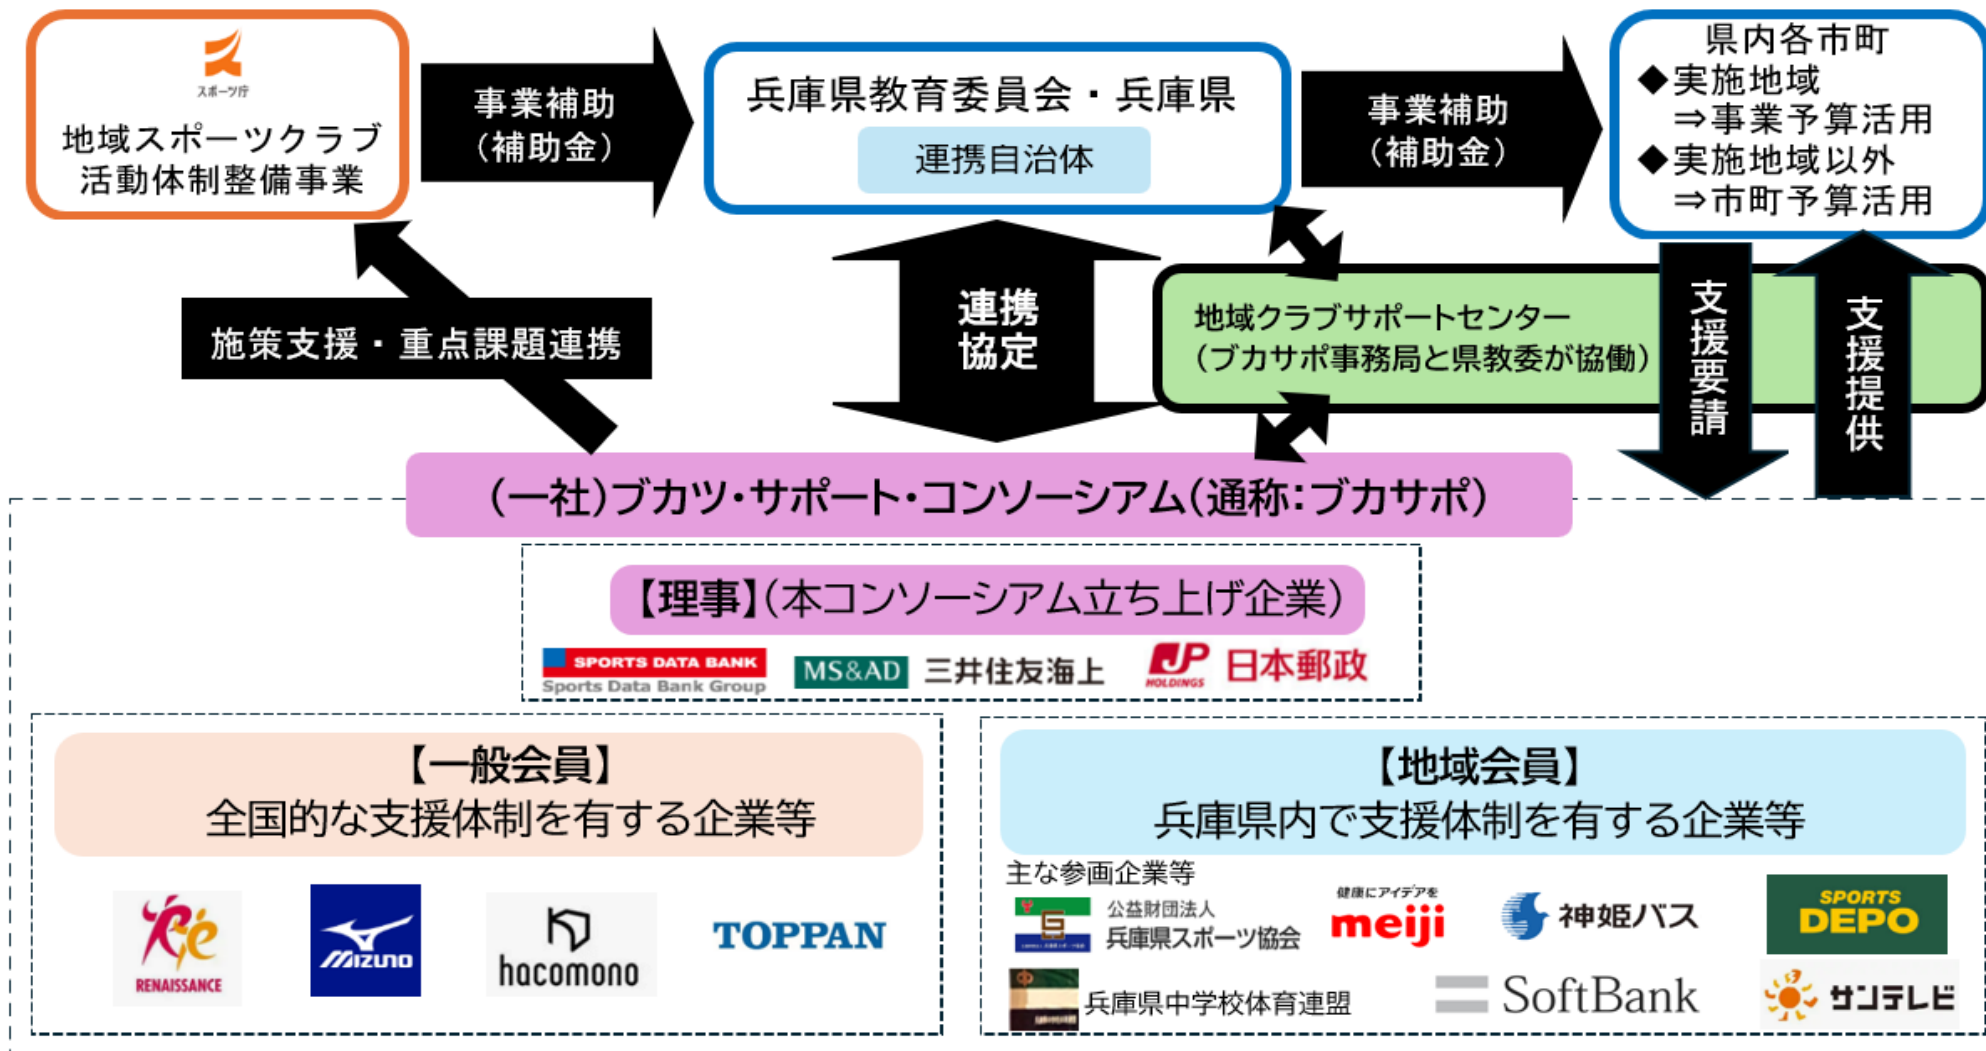 スポーツ庁
地域スポーツクラブ
活動体制整備事業
事業補助
(補助金)
兵庫県教育委員会・兵庫県
連携自治体
事業補助
(補助金)
県内各市町
◆実施地域
⇒事業予算活用
◆実施地域以外
⇒市町予算活用
施策支援・重点課題連携
連携
協定
地域クラブサポートセンター
(ブカサポ事務局と県教委が協働)
支援要請
支援提供
(一社)ブカツ・サポート・コンソーシアム(通称:ブカサポ)
【理事】(本コンソーシアム立ち上げ企業)
SPORTS DATA BANK
Sports Data Bank Group
MS&AD 三井住友海上
JP
HOLDINGS
日本郵政
【一般会員】
全国的な支援体制を有する企業等
Re
RENAISSANCE
MIZUNO
hacomono
TOPPAN
【地域会員】
兵庫県内で支援体制を有する企業等
主な参画企業等
公益財団法人
兵庫県スポーツ協会
健康にアイデアを
meiji
神姫バス
SPORTS
DEPO
兵庫県中学校体育連盟
SoftBank
サンテレビ